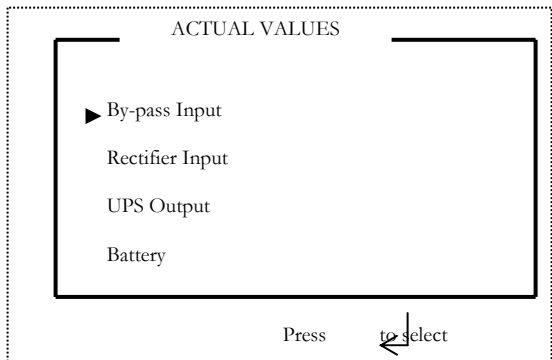 ACTUAL VALUES
By-pass Input
Rectifier Input
UPS Output
Battery
Press to select